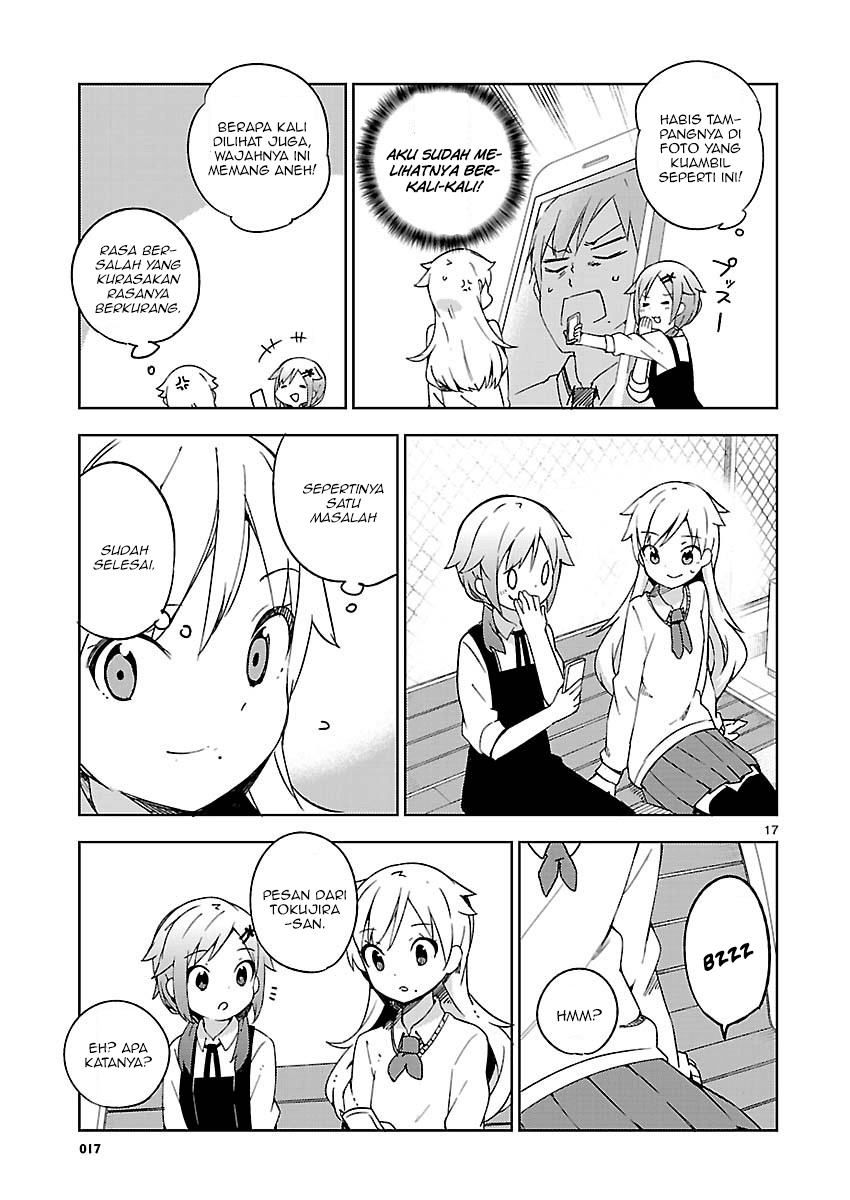 HABIS TAM-
PANGNYA DI
FOTO YANG
KUAMBIL
SEPERTI INI!
プッスー
AKU SUDAH ME-
LIHATNYA BER-
KALI-KALI!
BERAPA KALI
DILIHAT JUGA,
WAJAHNYA INI
MEMANG ANEH!
RASA BER-
SALAH YANG
KURASAKAN
RASANYA
BERKURANG.
SEPERTINYA
SATU
MASALAH
SUDAH
SELESAI.
17
BZZZ
HMM?
PESAN DARI
TOKUJIRA
-SAN.
EH? APA
KATANYA?
017